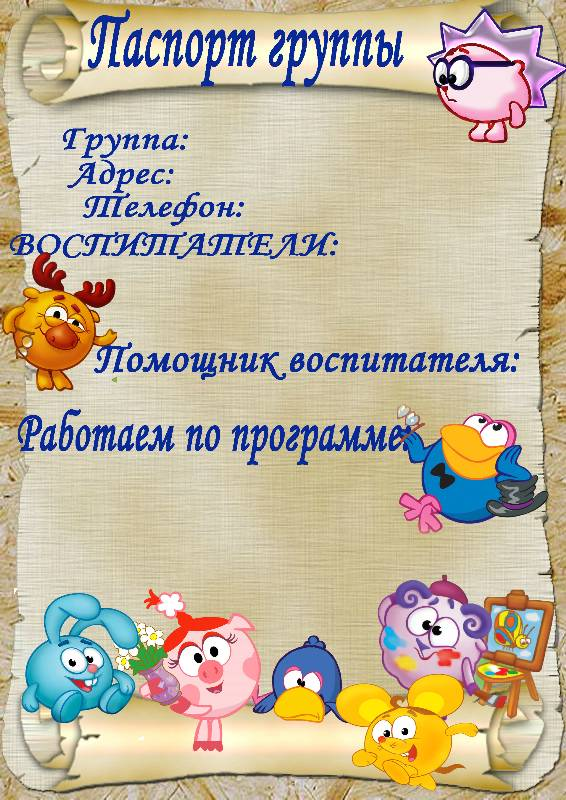 Паспорт группы
Группа:
Адрес:
Телефон:
ВОСПИТАТЕЛИ:
Помощник воспитателя:
Работаем по программе: